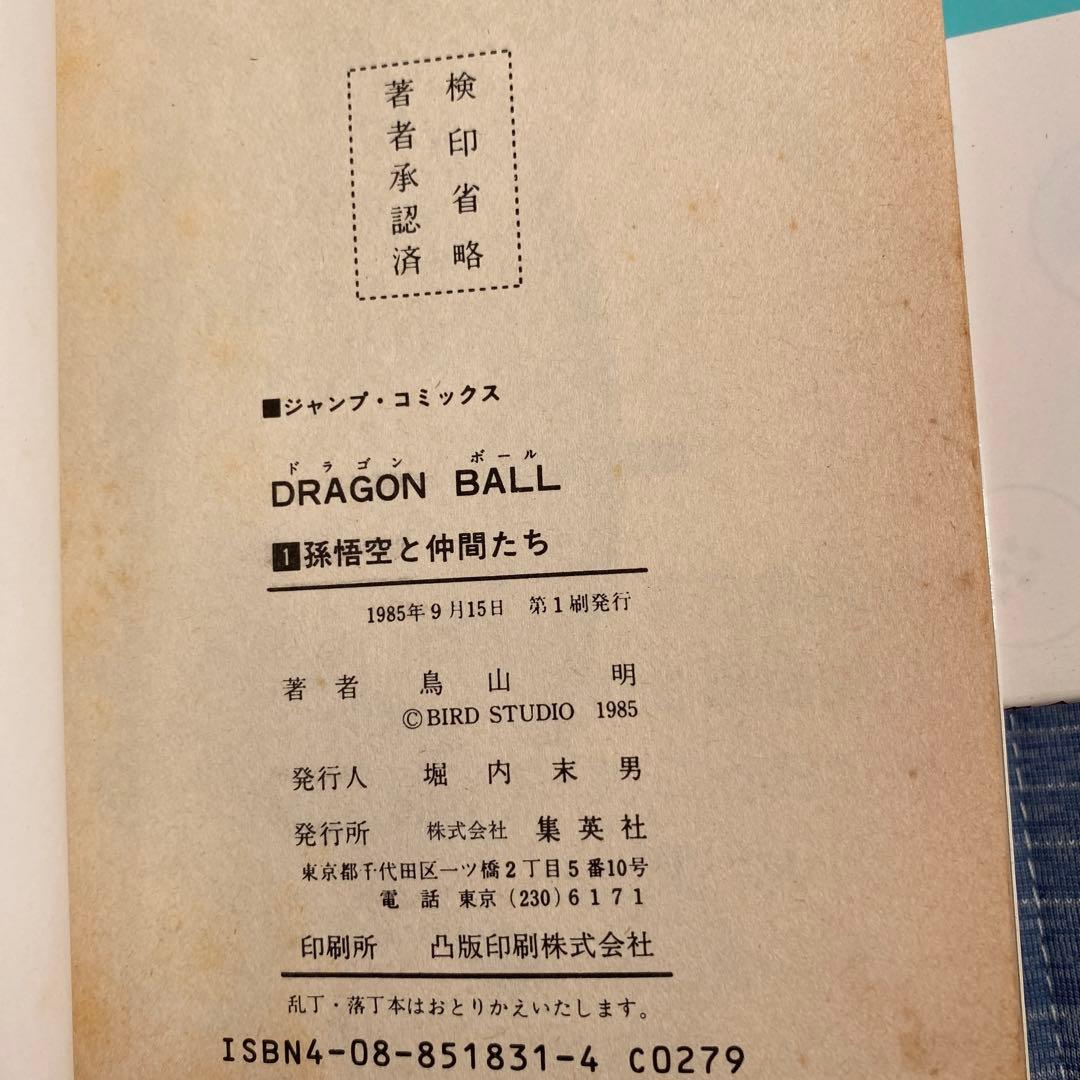 検印省略
著者承認済
■ジャンプ・コミックス
ドラゴン ボール
DRAGON BALL
1孫悟空と仲間たち
1985年9月15日 第1刷発行
著者 鳥山 明
©BIRD STUDIO 1985
発行人 堀内末男
発行所 株式会社 集英社
東京都千代田区一ツ橋2丁目5番10号
電話 東京(230)6171
印刷所 凸版印刷株式会社
乱丁・落丁本はおとりかえいたします。
ISBN4-08-851831-4 C0279